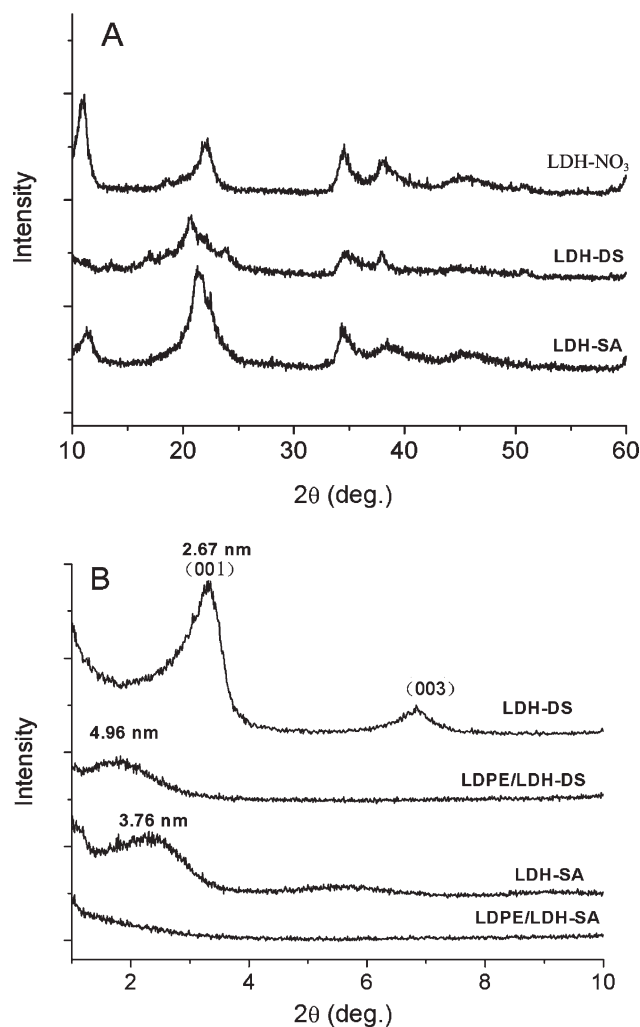 A
Intensity
LDH-NO₃
LDH-DS
LDH-SA
10 20 30 40 50 60
2θ (deg.)
B
2.67 nm
(001)
(003)
LDH-DS
4.96 nm
LDPE/LDH-DS
Intensity
3.76 nm
LDH-SA
LDPE/LDH-SA
2 4 6 8 10
2θ (deg.)